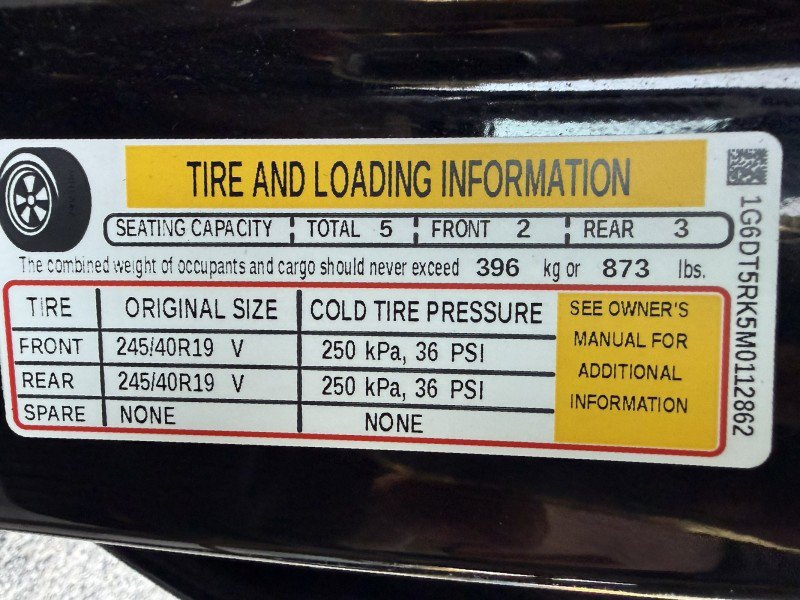 TIRE AND LOADING INFORMATION
SEATING CAPACITY TOTAL 5 FRONT 2 REAR 3
The combined weight of occupants and cargo should never exceed 396 kg or 873 lbs.
TIRE ORIGINAL SIZE COLD TIRE PRESSURE
FRONT 245/40R19 V 250 kPa, 36 PSI
REAR 245/40R19 V 250 kPa, 36 PSI
SPARE NONE NONE
SEE OWNER'S
MANUAL FOR
ADDITIONAL
INFORMATION
1G6DT5RK5M0112862